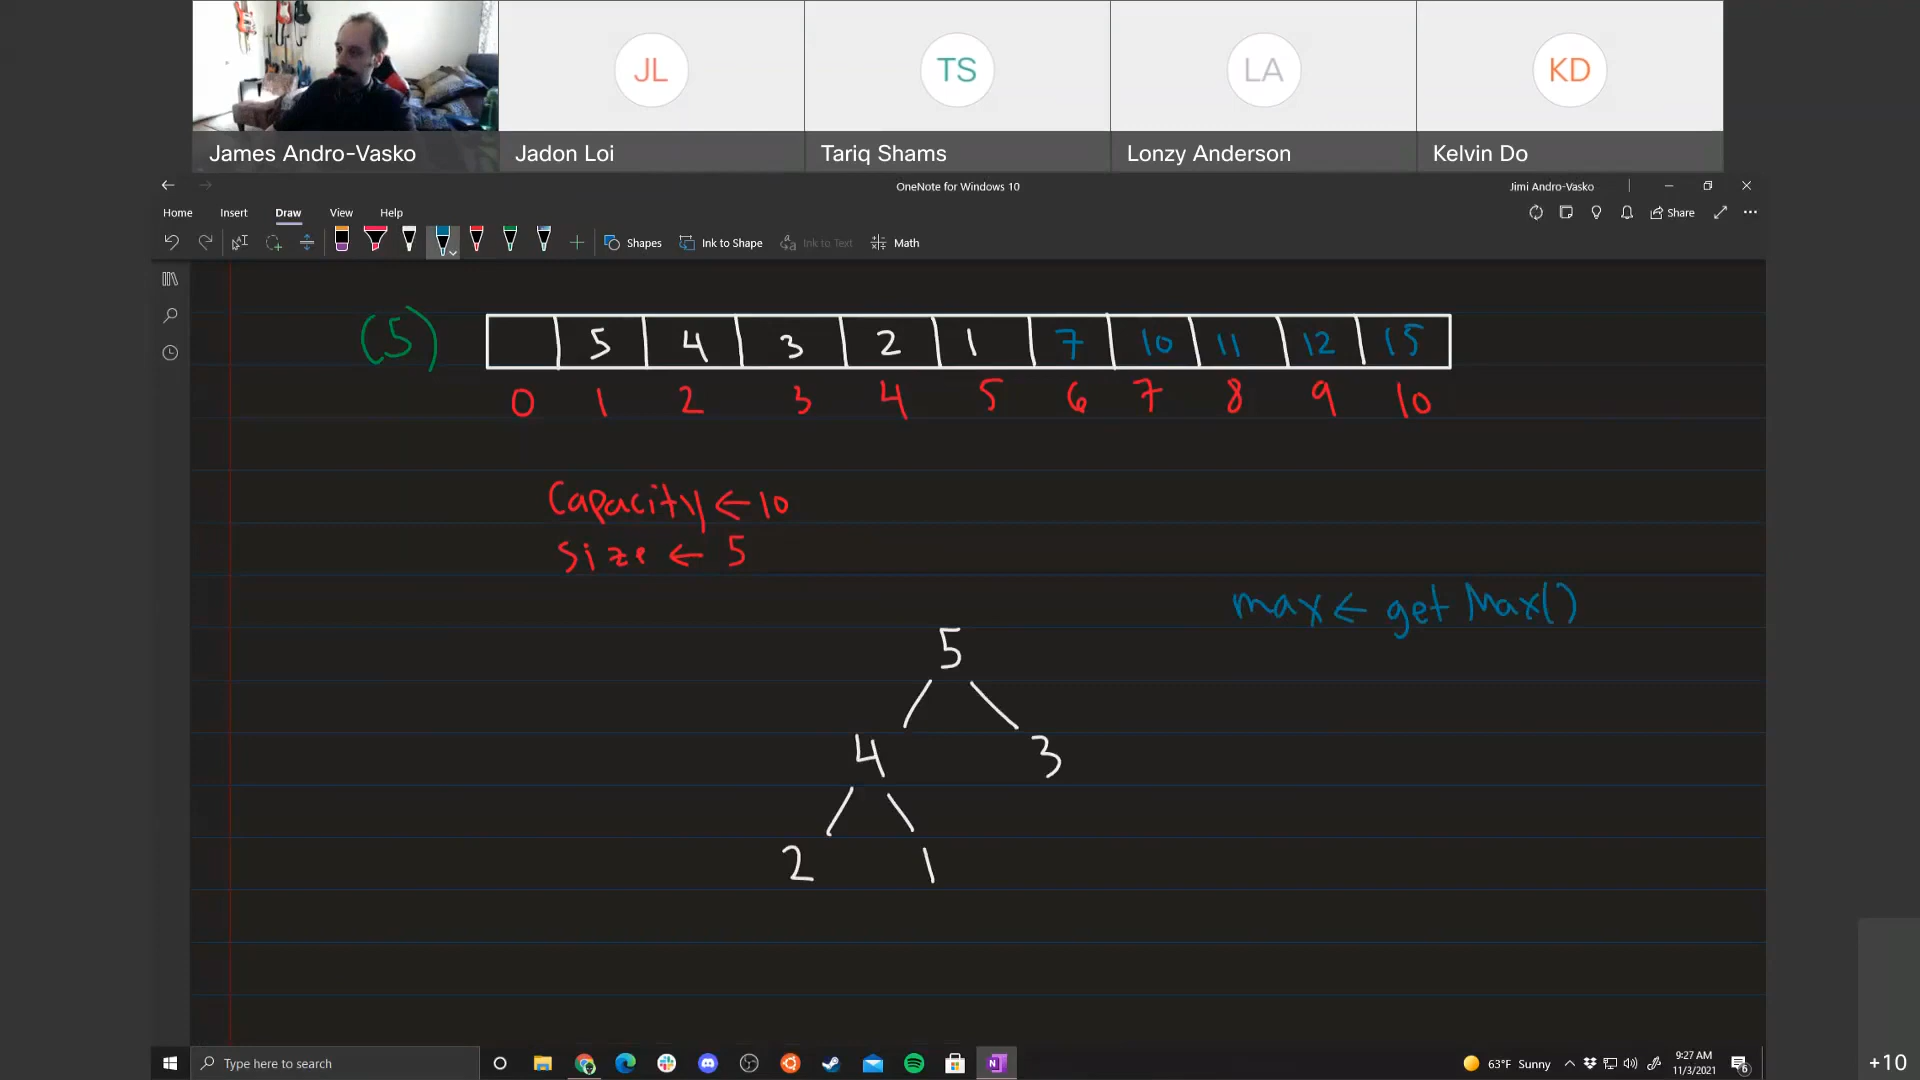 JL
TS
LA
KD
James Andro-Vasko
Jadon Loi
Tariq Shams
Lonzy Anderson
Kelvin Do
OneNote for Windows 10
Jimi Andro-Vasko
Home Insert Draw View Help
Share
Shapes Ink to Shape Ink to Text Math
(5) 5 4 3 2 1 7 10 11 12 15
0 1 2 3 4 5 6 7 8 9 10
Capacity ← 10
Size ← 5
max ← getMax()
5
4 3
2 1
Type here to search
63°F Sunny
9:27 AM
11/3/2021
6
+10